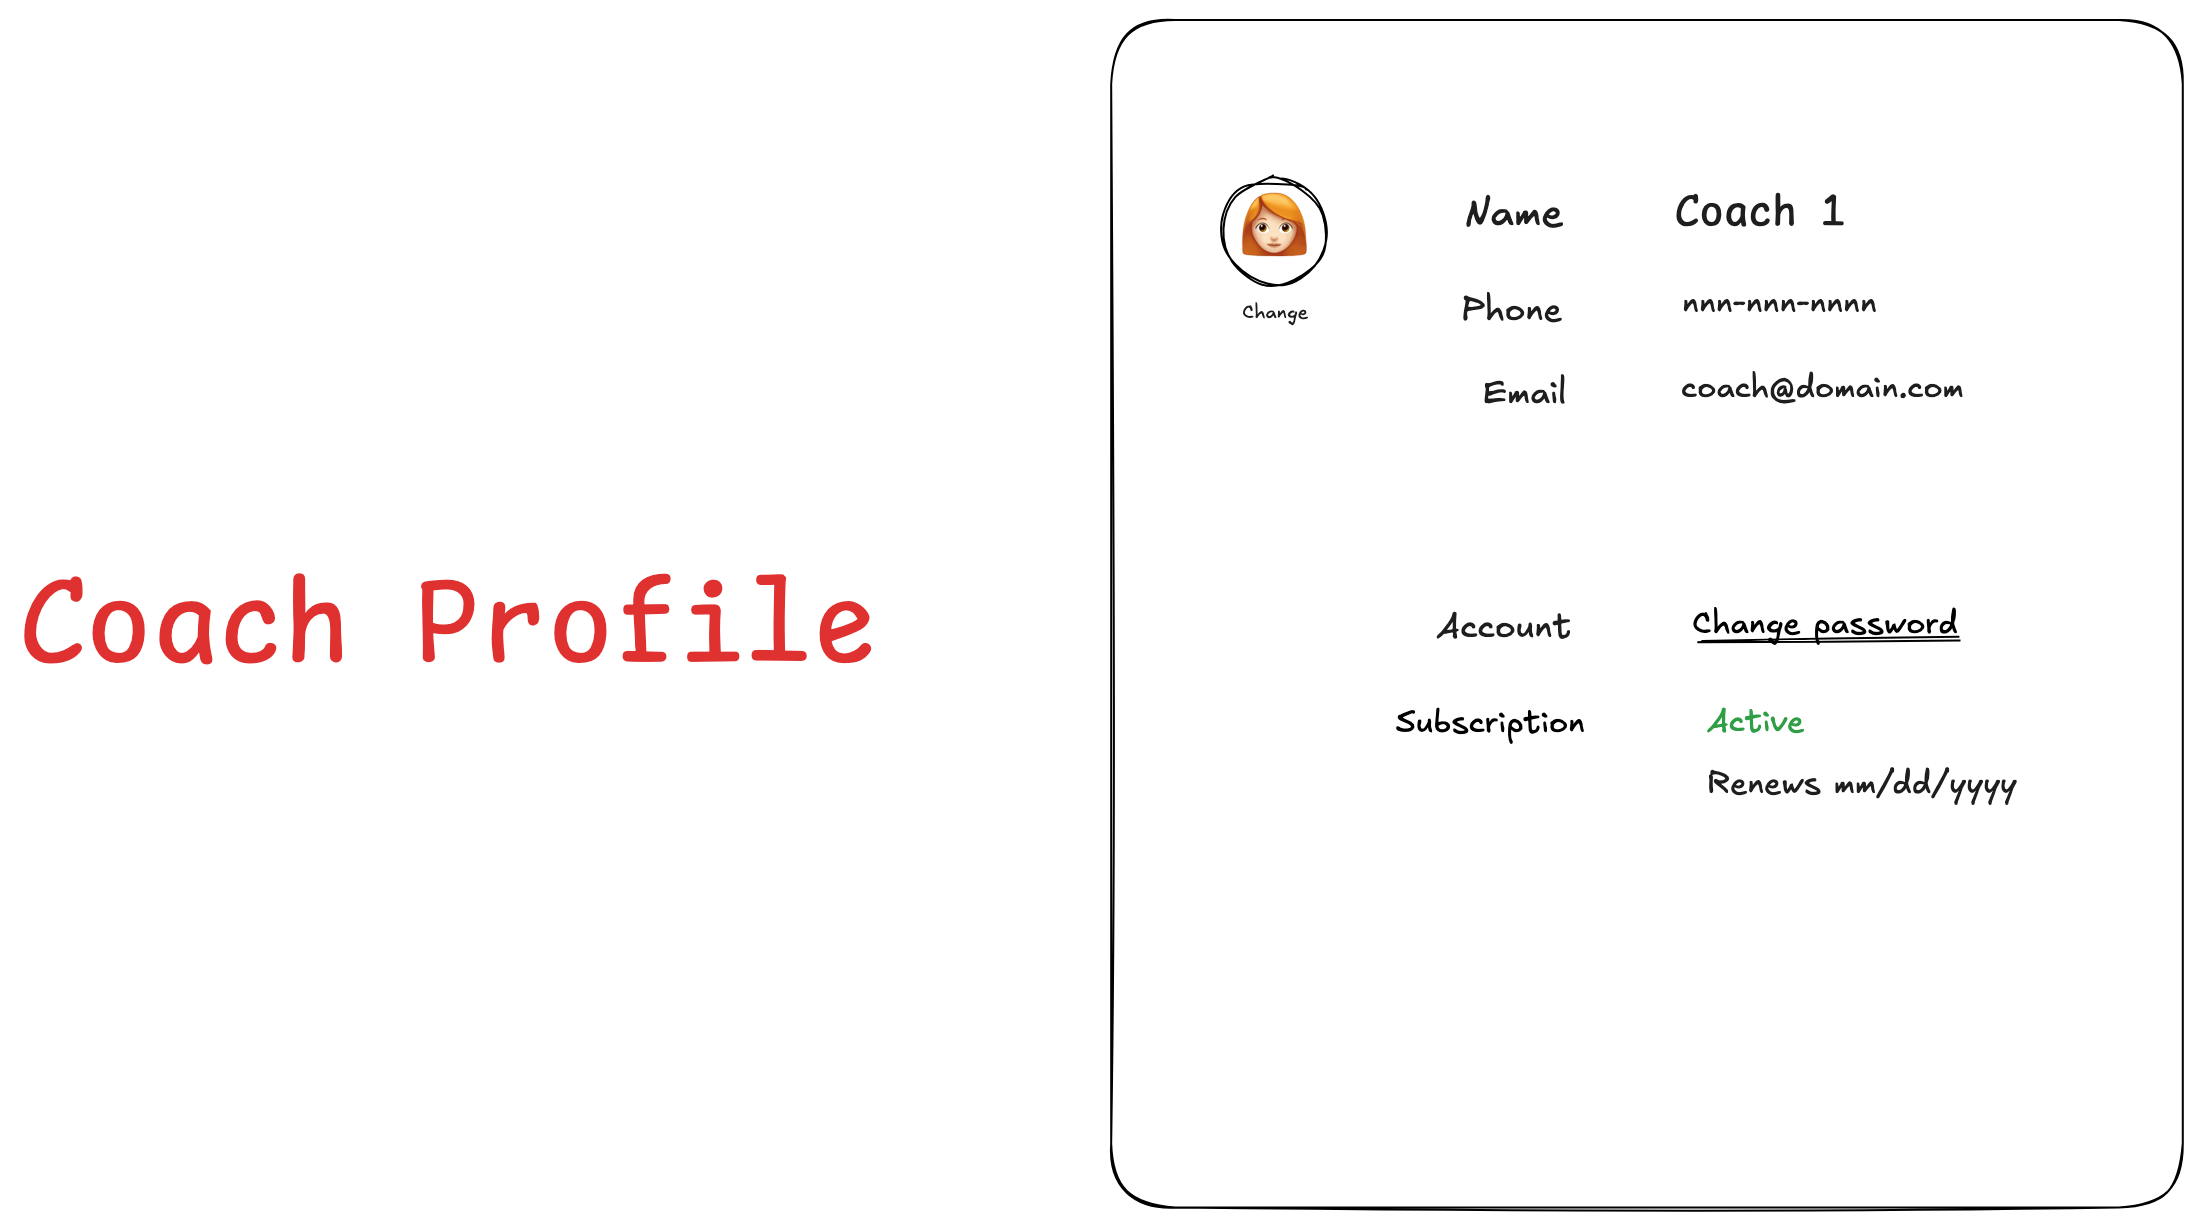 Coach Profile
Name Coach 1
Change
Phone nnn-nnn-nnnn
Email coach@domain.com
Account Change password
Subscription Active
Renews mm/dd/yyyy